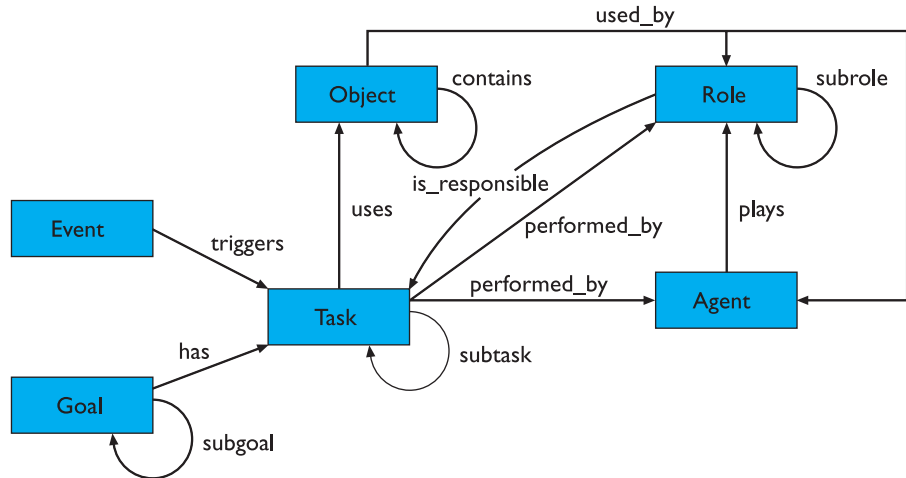 used_by
Object
contains
Role
subrole
is_responsible
uses
plays
Event
triggers
performed_by
performed_by
Agent
Task
has
subtask
Goal
subgoal